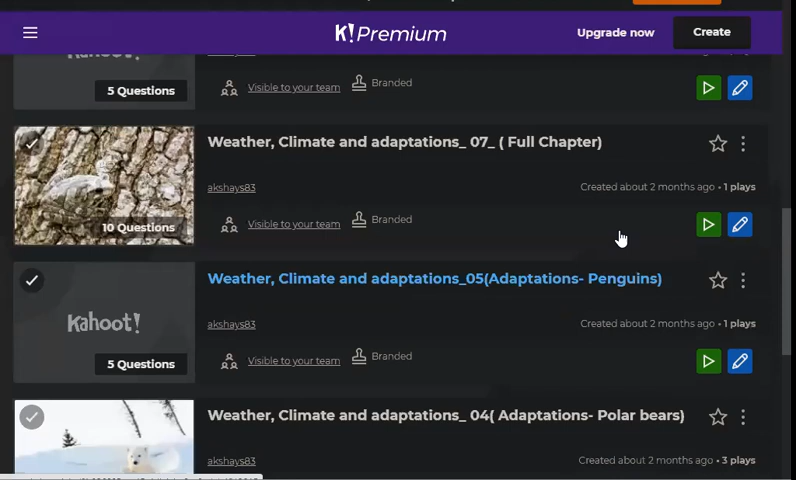 K!Premium
Upgrade now
Create
5 Questions
Visible to your team
Branded
Weather, Climate and adaptations_ 07_ ( Full Chapter)
akshays83
Created about 2 months ago • 1 plays
10 Questions
Visible to your team
Branded
Weather, Climate and adaptations_05(Adaptations- Penguins)
Kahoot!
akshays83
Created about 2 months ago • 1 plays
5 Questions
Visible to your team
Branded
Weather, Climate and adaptations_ 04( Adaptations- Polar bears)
akshays83
Created about 2 months ago • 3 plays